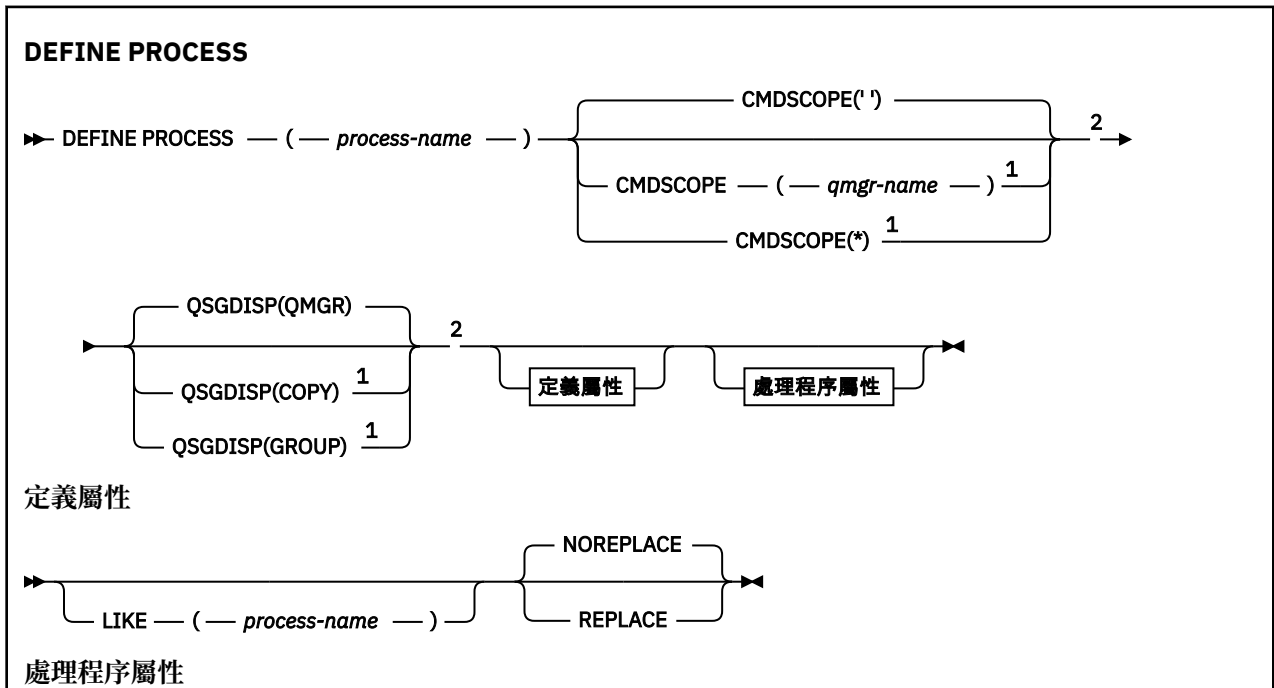 DEFINE PROCESS
CMDSCOPE(' ')
DEFINE PROCESS ( process-name ) 2
CMDSCOPE ( qmgr-name ) 1
CMDSCOPE(*) 1
QSGDISP(QMGR)
2
QSGDISP(COPY) 1
定義屬性 處理程序屬性
QSGDISP(GROUP) 1
定義屬性
NOREPLACE
LIKE ( process-name ) REPLACE
處理程序屬性